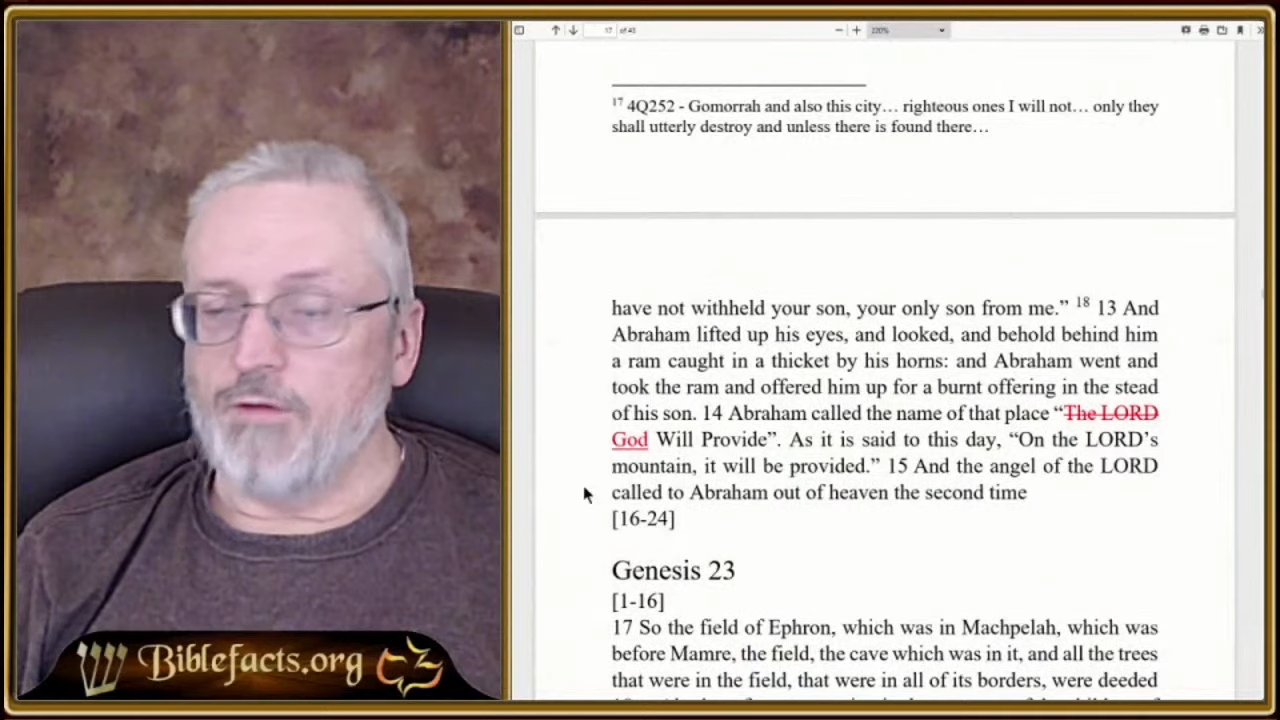 17 of 45
220%
17 4Q252 - Gomorrah and also this city… righteous ones I will not… only they
shall utterly destroy and unless there is found there…
have not withheld your son, your only son from me.” 18 13 And
Abraham lifted up his eyes, and looked, and behold behind him
a ram caught in a thicket by his horns: and Abraham went and
took the ram and offered him up for a burnt offering in the stead
of his son. 14 Abraham called the name of that place “The LORD
God Will Provide”. As it is said to this day, “On the LORD’s
mountain, it will be provided.” 15 And the angel of the LORD
called to Abraham out of heaven the second time
[16-24]
Genesis 23
[1-16]
17 So the field of Ephron, which was in Machpelah, which was
before Mamre, the field, the cave which was in it, and all the trees
that were in the field, that were in all of its borders, were deeded
Biblefacts.org